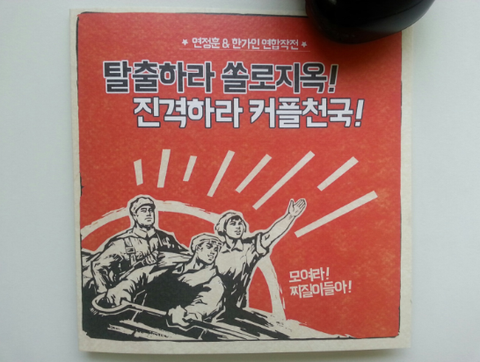 ★ 연정훈 & 한가인 연합작전 ★
탈출하라 쏠로지옥!
진격하라 커플천국!
모여라!
찌질이들아!